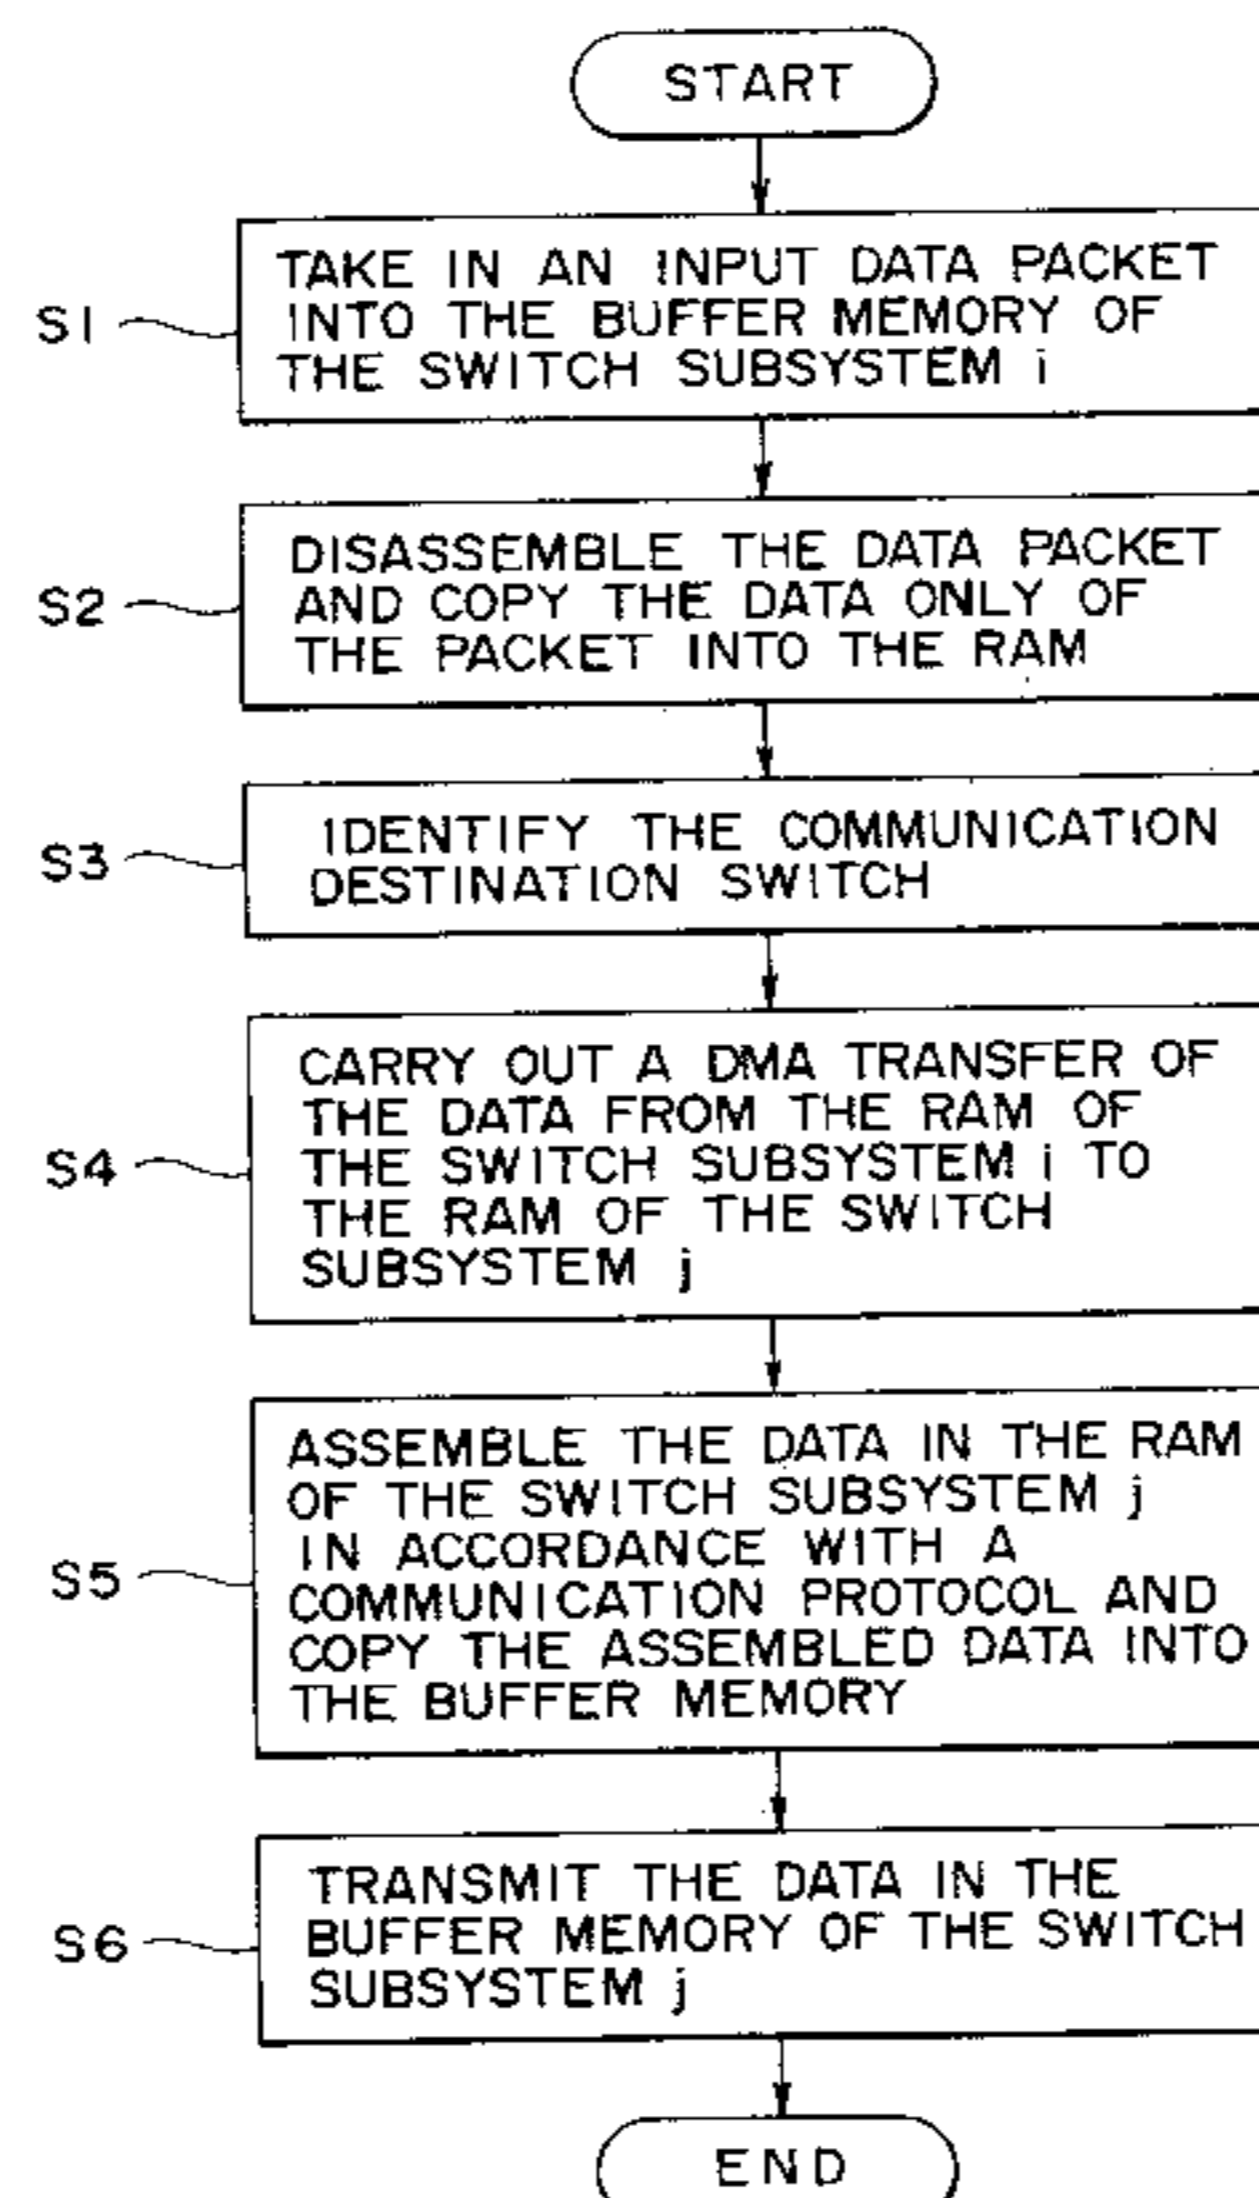 START
S1
TAKE IN AN INPUT DATA PACKET
INTO THE BUFFER MEMORY OF
THE SWITCH SUBSYSTEM i
S2
DISASSEMBLE THE DATA PACKET
AND COPY THE DATA ONLY OF
THE PACKET INTO THE RAM
S3
IDENTIFY THE COMMUNICATION
DESTINATION SWITCH
S4
CARRY OUT A DMA TRANSFER OF
THE DATA FROM THE RAM OF
THE SWITCH SUBSYSTEM i TO
THE RAM OF THE SWITCH
SUBSYSTEM j
S5
ASSEMBLE THE DATA IN THE RAM
OF THE SWITCH SUBSYSTEM j
IN ACCORDANCE WITH A
COMMUNICATION PROTOCOL AND
COPY THE ASSEMBLED DATA INTO
THE BUFFER MEMORY
S6
TRANSMIT THE DATA IN THE
BUFFER MEMORY OF THE SWITCH
SUBSYSTEM j
END